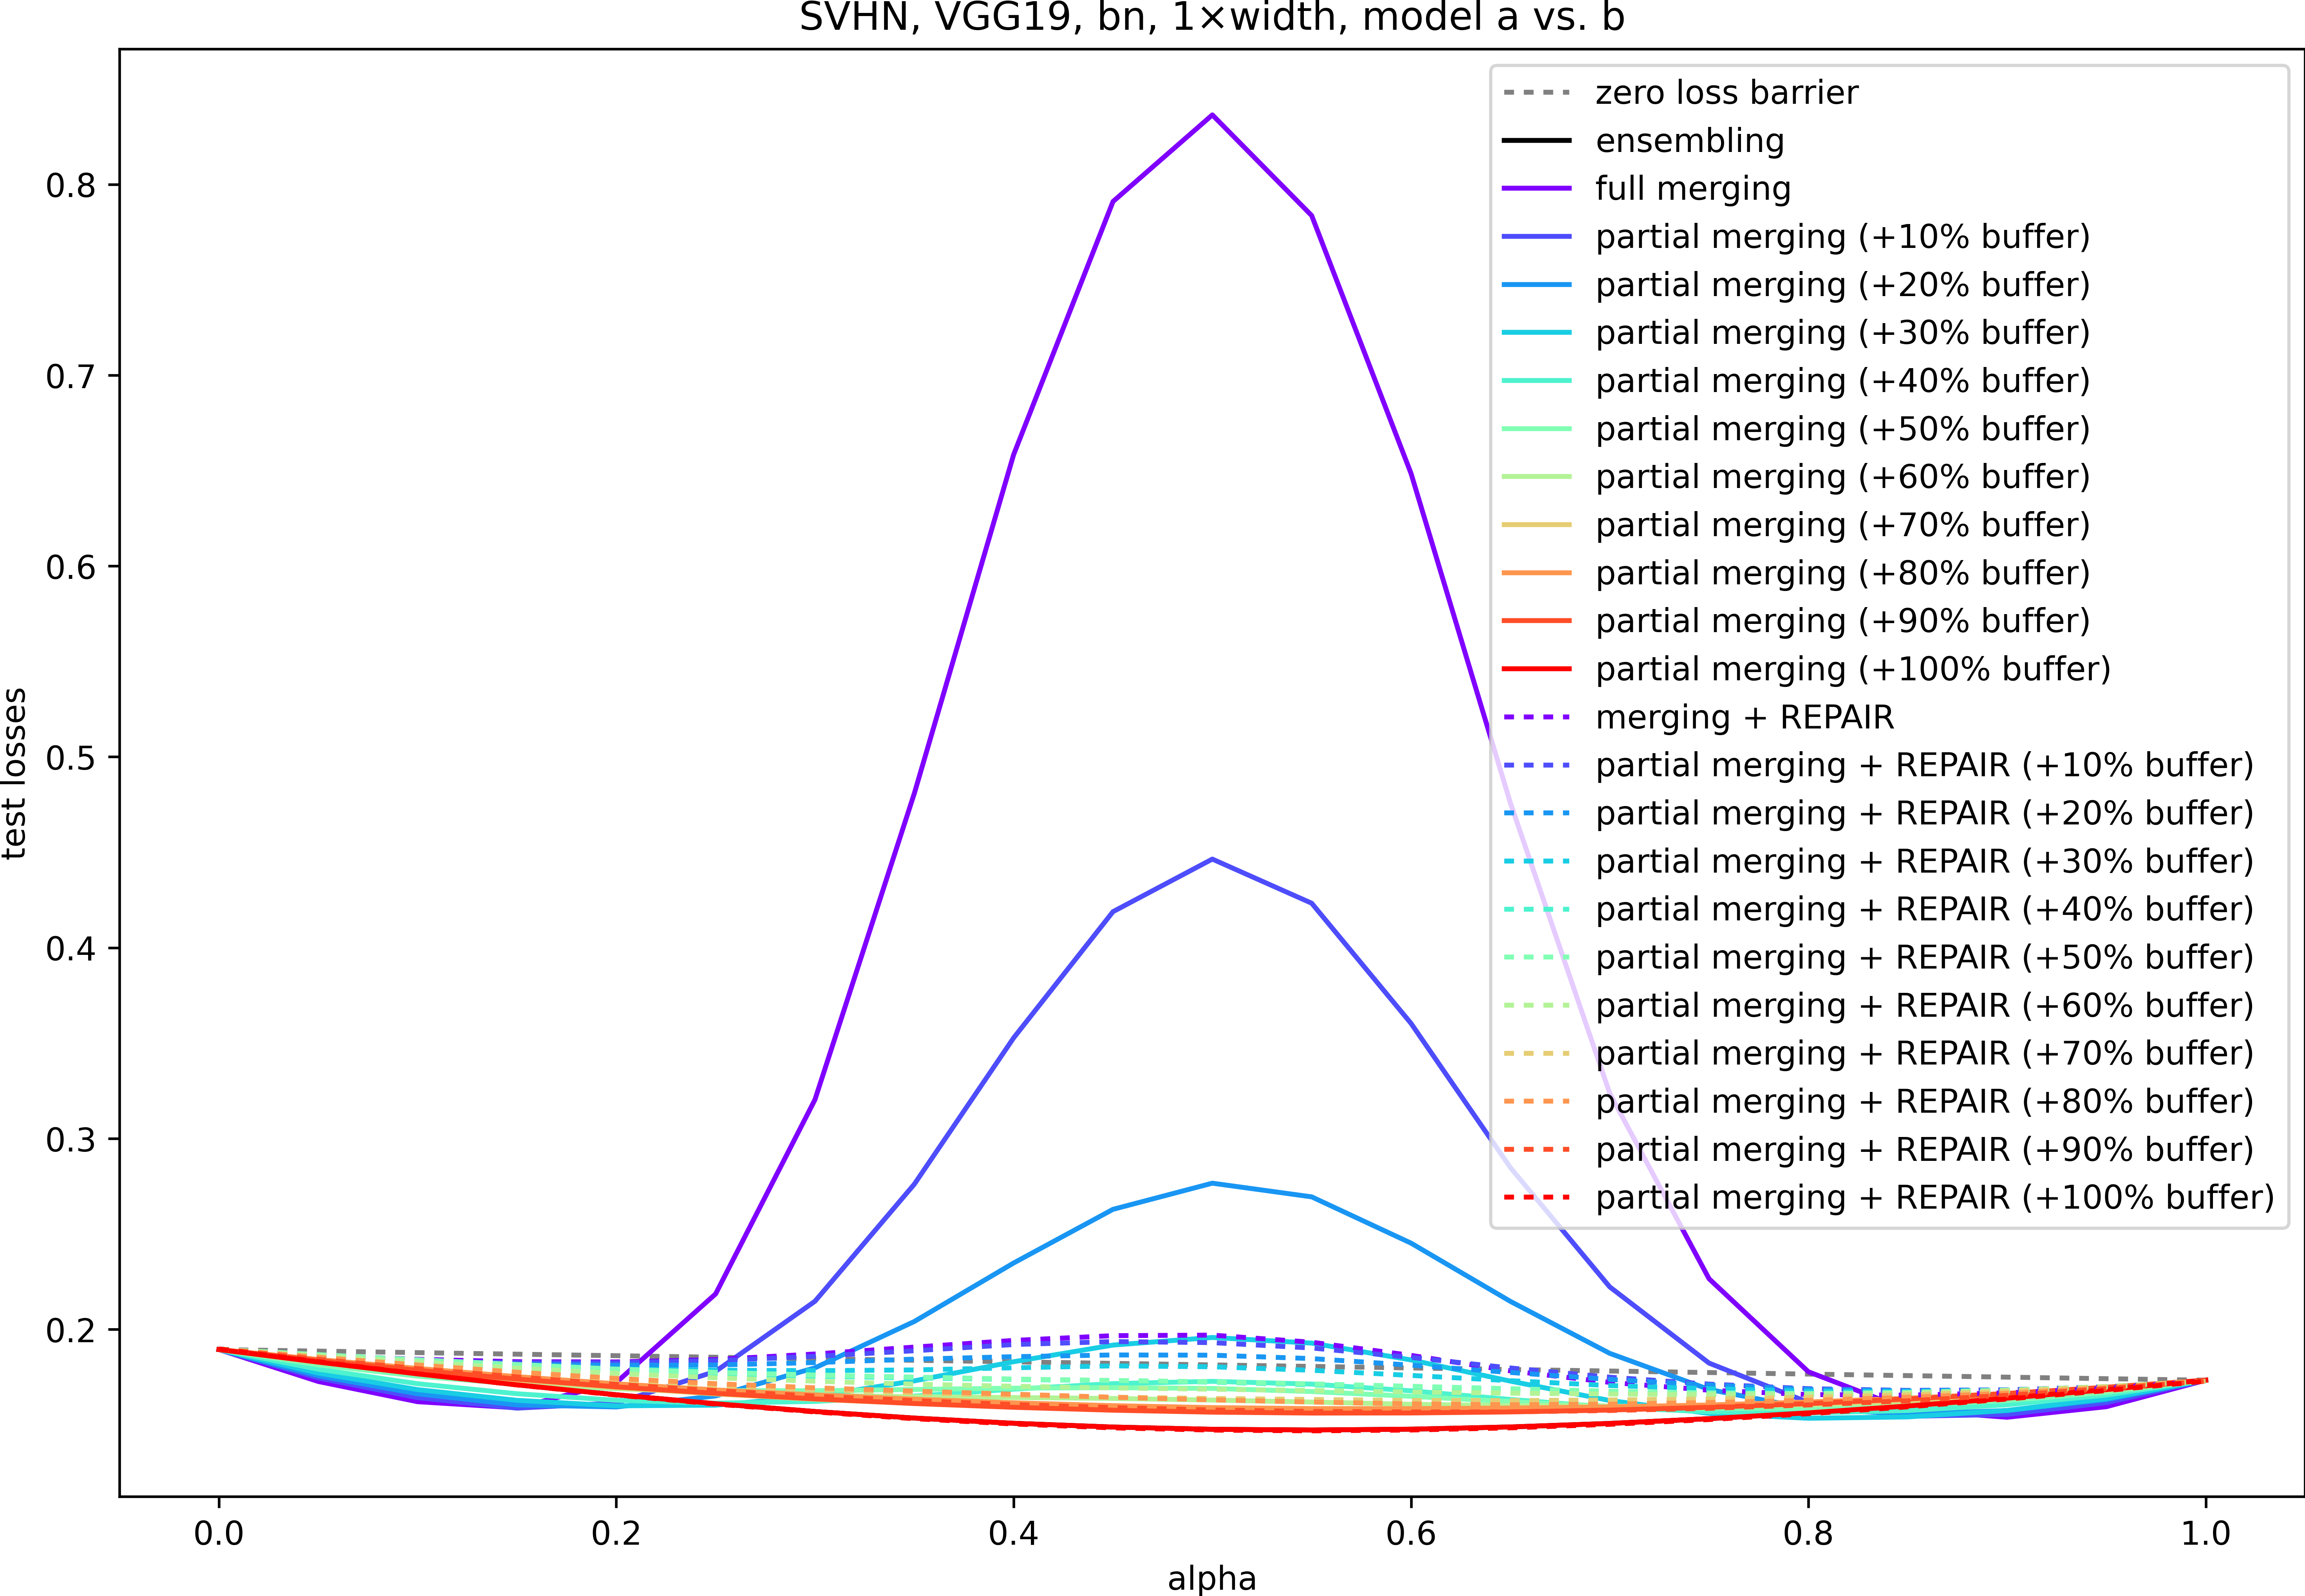 SVHN, VGG19, bn, 1×width, model a vs. b
zero loss barrier
ensembling
full merging
partial merging (+10% buffer)
partial merging (+20% buffer)
partial merging (+30% buffer)
partial merging (+40% buffer)
partial merging (+50% buffer)
partial merging (+60% buffer)
partial merging (+70% buffer)
partial merging (+80% buffer)
partial merging (+90% buffer)
partial merging (+100% buffer)
merging + REPAIR
partial merging + REPAIR (+10% buffer)
partial merging + REPAIR (+20% buffer)
partial merging + REPAIR (+30% buffer)
partial merging + REPAIR (+40% buffer)
partial merging + REPAIR (+50% buffer)
partial merging + REPAIR (+60% buffer)
partial merging + REPAIR (+70% buffer)
partial merging + REPAIR (+80% buffer)
partial merging + REPAIR (+90% buffer)
partial merging + REPAIR (+100% buffer)
test losses
0.8
0.7
0.6
0.5
0.4
0.3
0.2
0.0
0.2
0.4
0.6
0.8
1.0
alpha